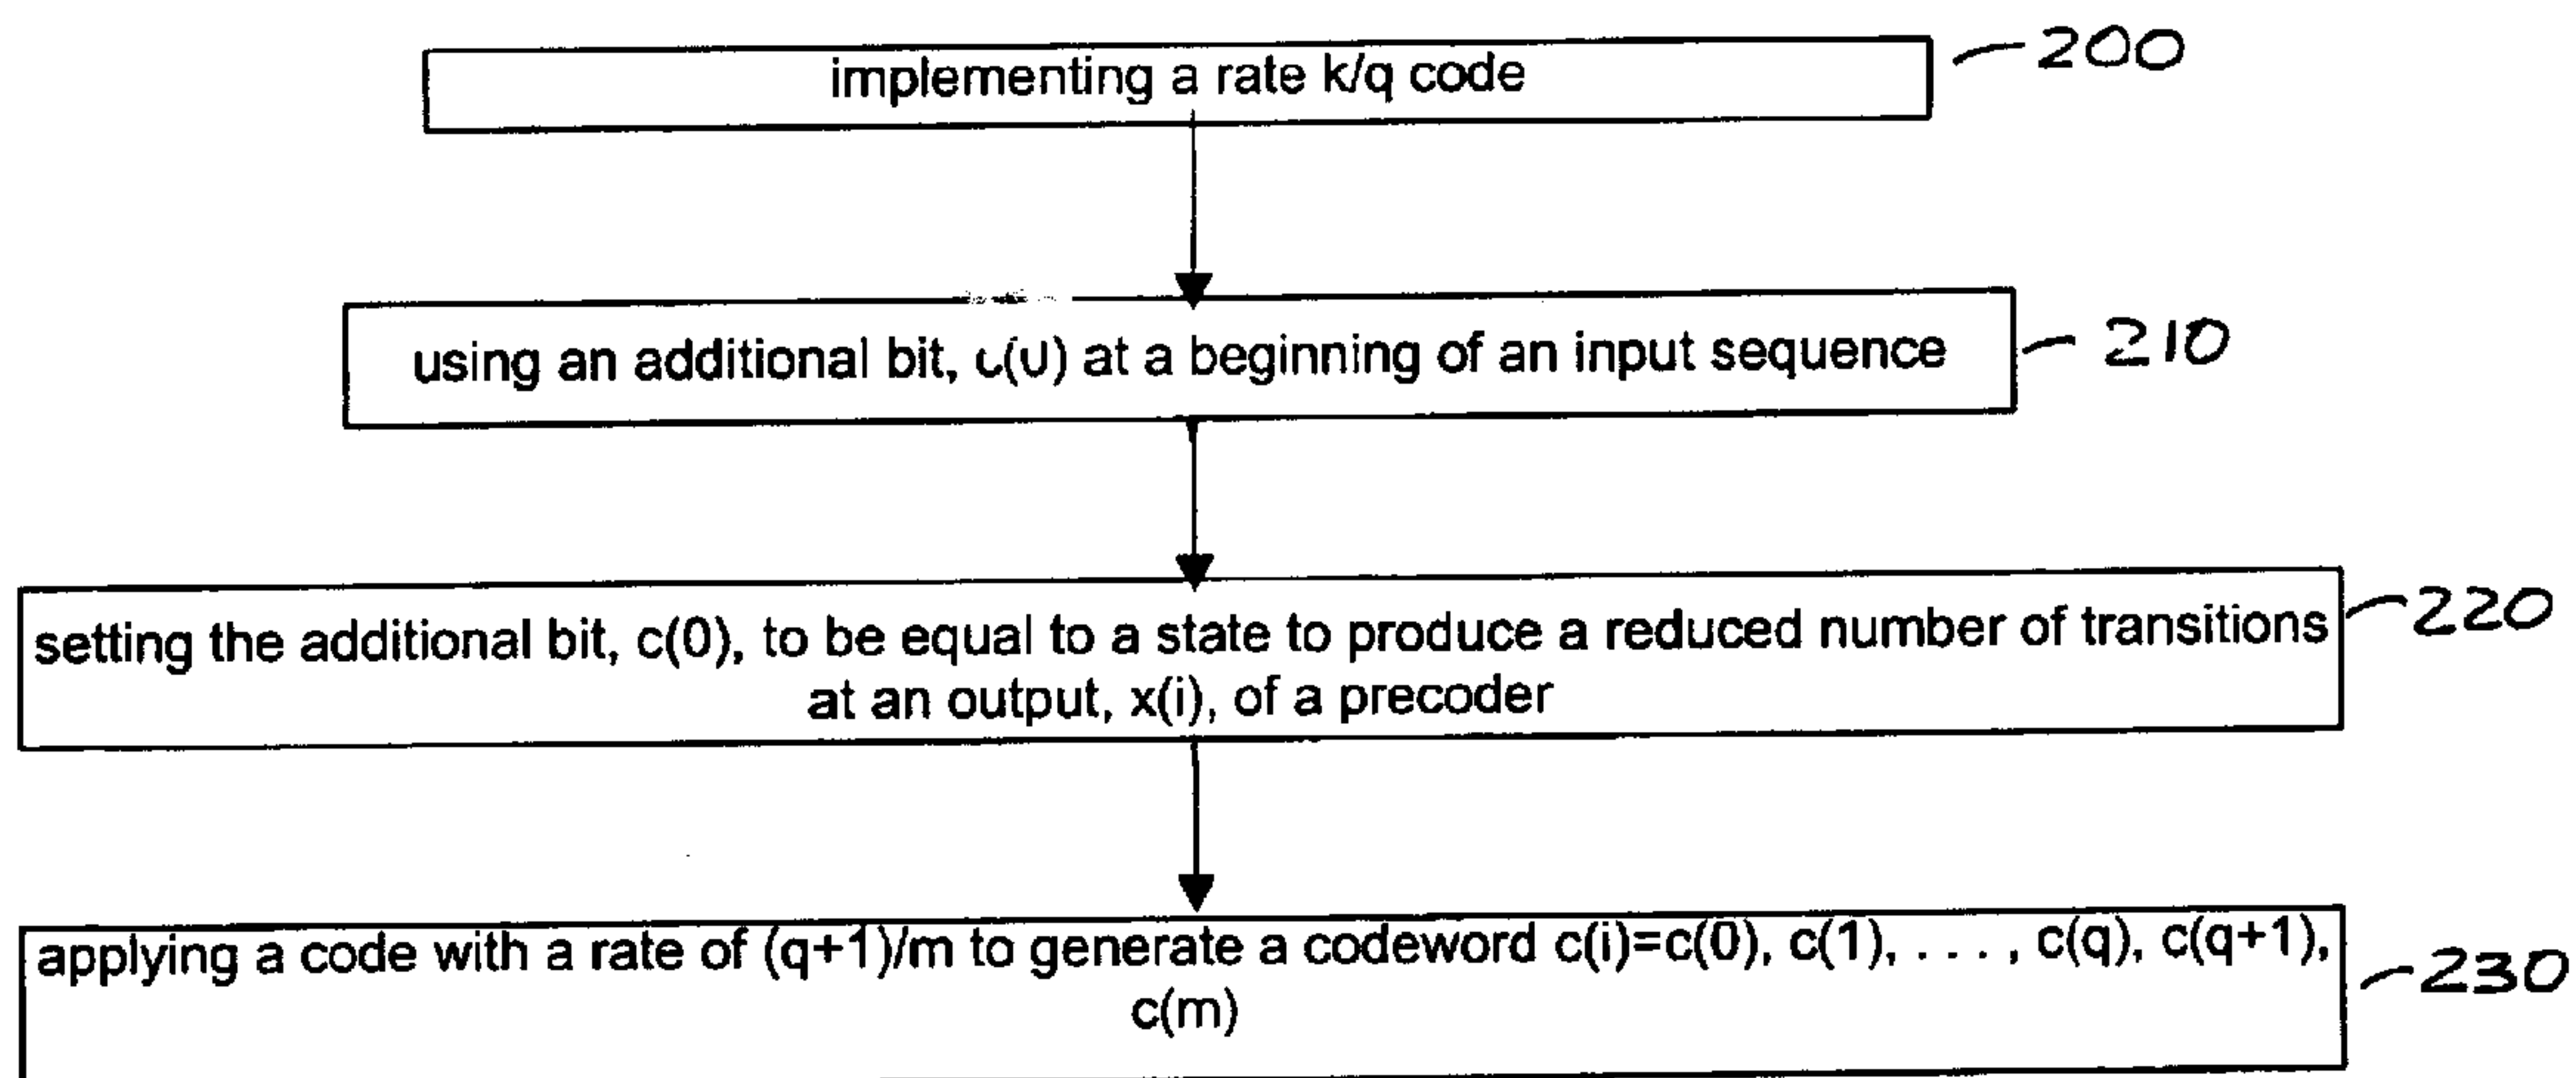 implementing a rate k/q code
200
using an additional bit, c(0) at a beginning of an input sequence
210
setting the additional bit, c(0), to be equal to a state to produce a reduced number of transitions
at an output, x(i), of a precoder
220
applying a code with a rate of (q+1)/m to generate a codeword c(i)=c(0), c(1), . . . , c(q), c(q+1),
c(m)
230